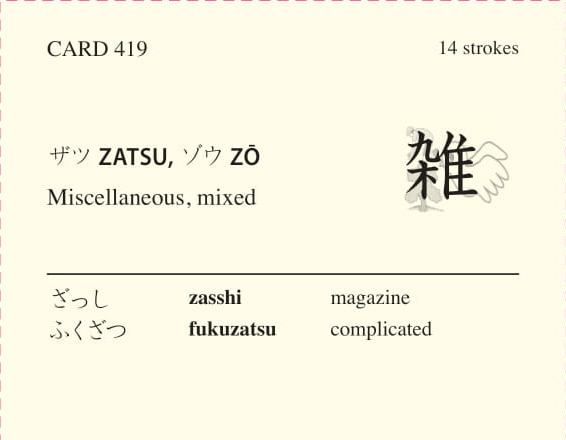 CARD 419 14 strokes
ザツ ZATSU, ゾウ ZŌ
雑
Miscellaneous, mixed
ざっし zasshi magazine
ふくざつ fukuzatsu complicated